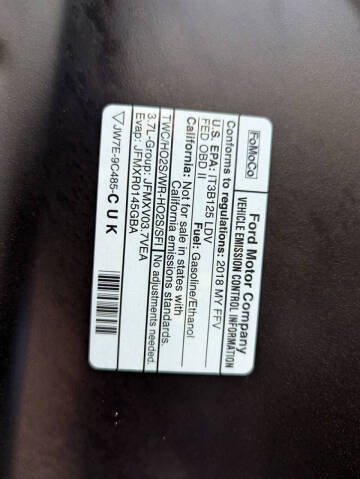 FoMoCo
Ford Motor Company
VEHICLE EMISSION CONTROL INFORMATION
Conforms to regulations: 2018 MY FFV
U.S. EPA: IT3B125 LDV Fuel: Gasoline/Ethanol
FED OBD II
California: Not for sale in states with
California emissions standards.
TWC/HO2S/WR-HO2S/SFI No adjustments needed.
3.7L-Group: JFMXV03.7VEA
Evap: JFMXR0145GBA
▽JW7E-9C485-CUK